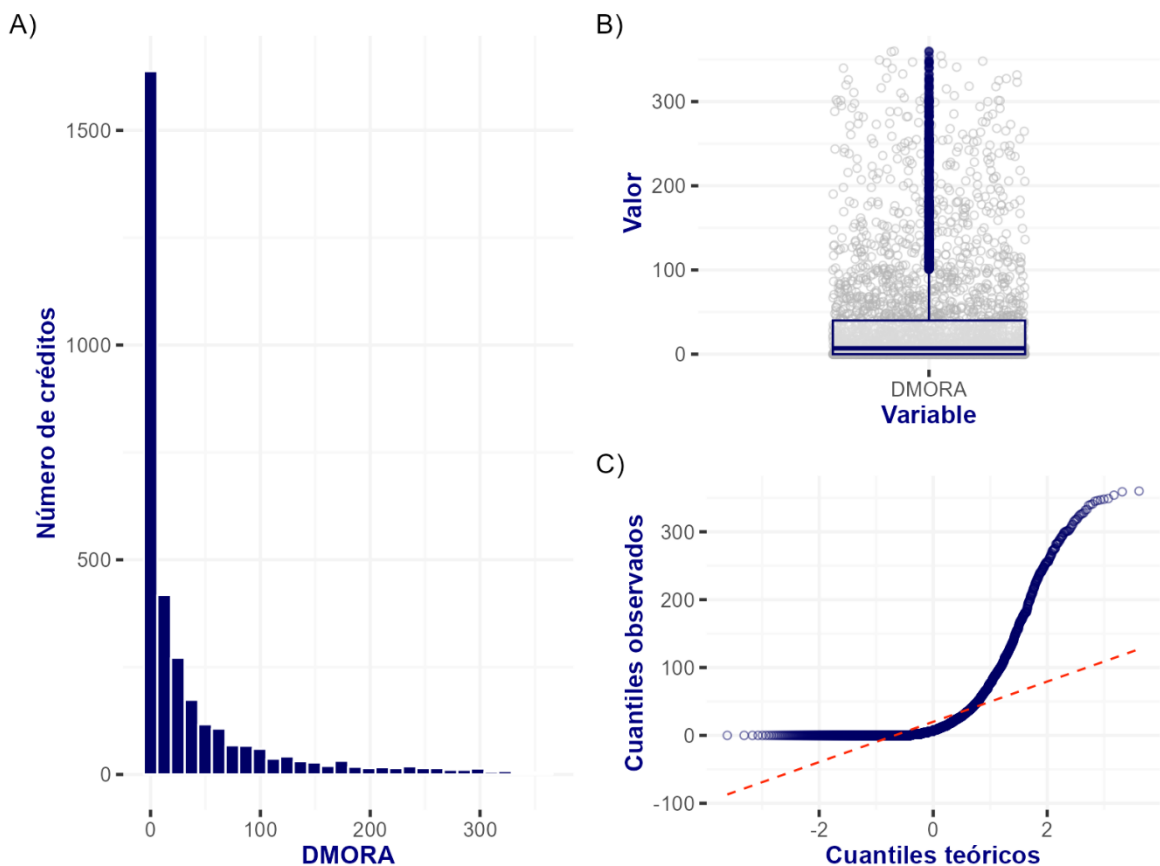 A)
Número de créditos
1500
1000
500
0
0 100 200 300
DMORA
B)
Valor
300
200
100
0
DMORA
Variable
C)
Cuantiles observados
300
200
100
0
-100
-2 0 2
Cuantiles teóricos